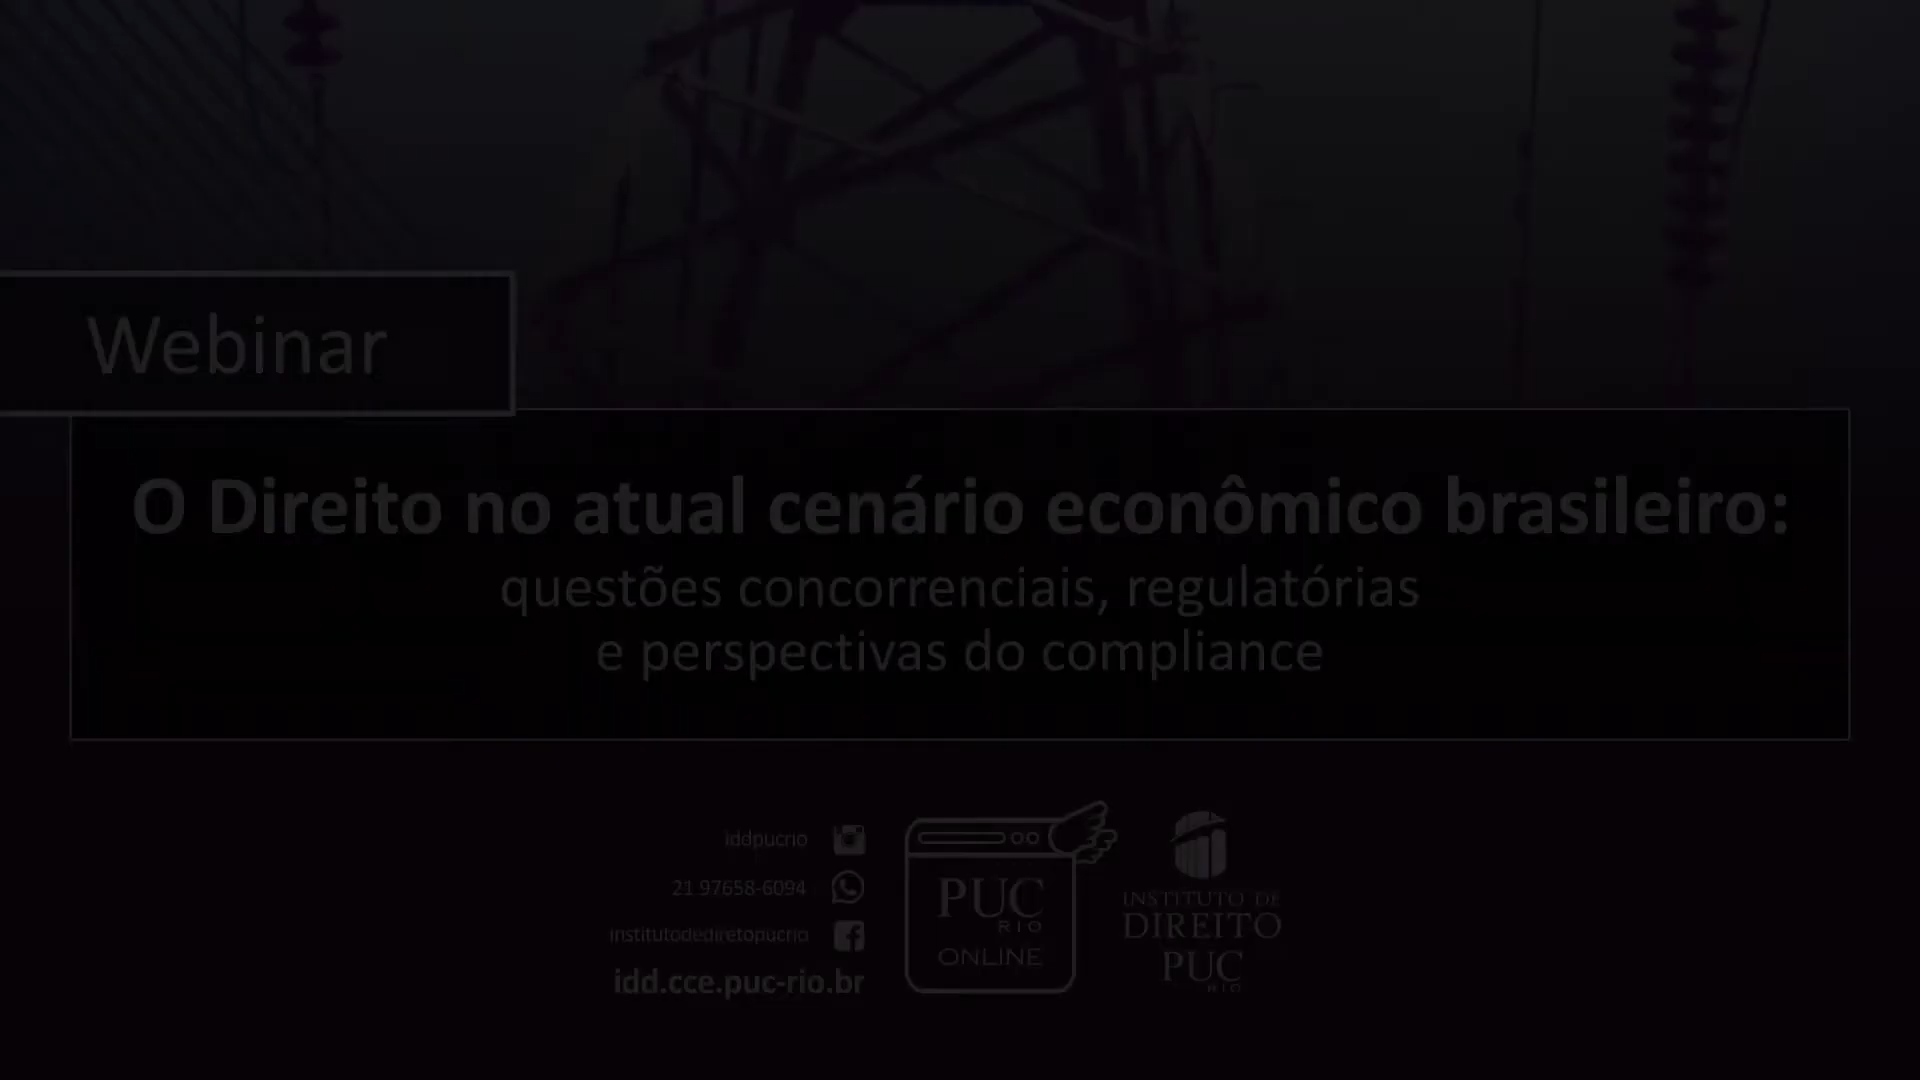 Webinar
O Direito no atual cenário econômico brasileiro:
questões concorrenciais, regulatórias
e perspectivas do compliance
iddpucrio
21.97658-6094
institutodediretopucrio
idd.cce.puc-rio.br
PUC
RIO
ONLINE
INSTITUTO DE
DIREITO
PUC
RIO